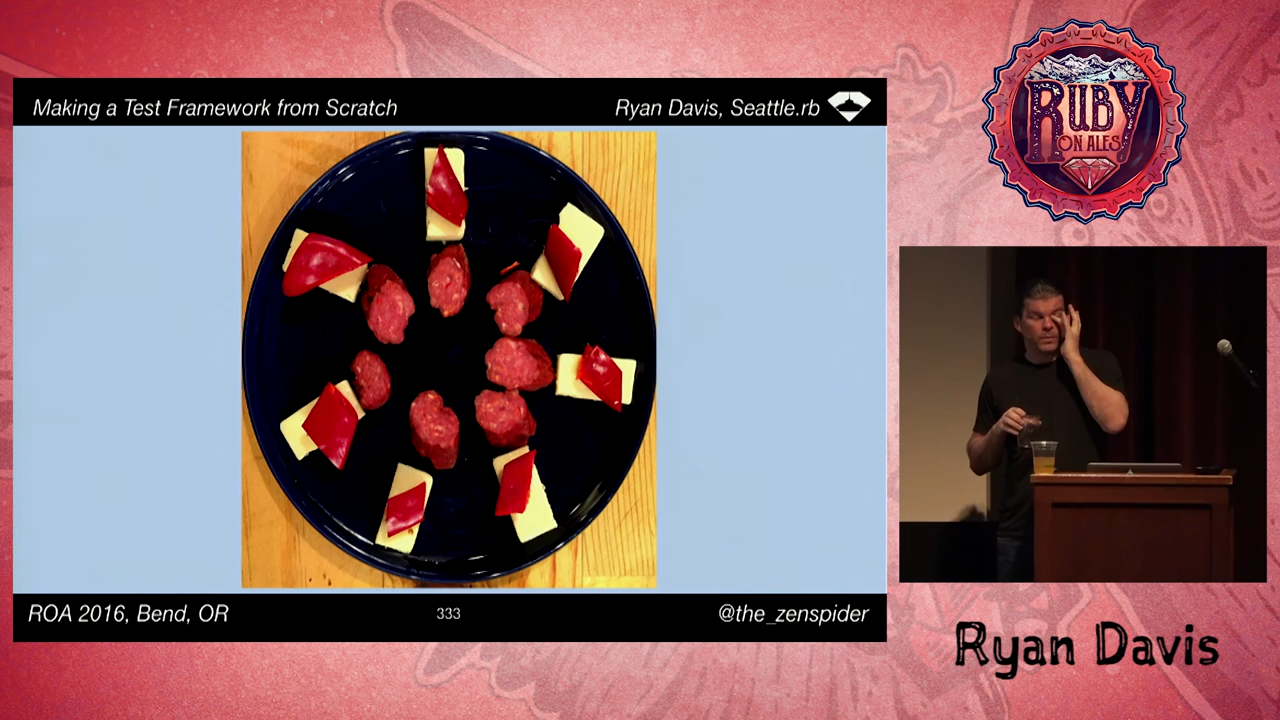 Making a Test Framework from Scratch
Ryan Davis, Seattle.rb
RUBY
ON ALES
ROA 2016, Bend, OR
333
@the_zenspider
Ryan Davis